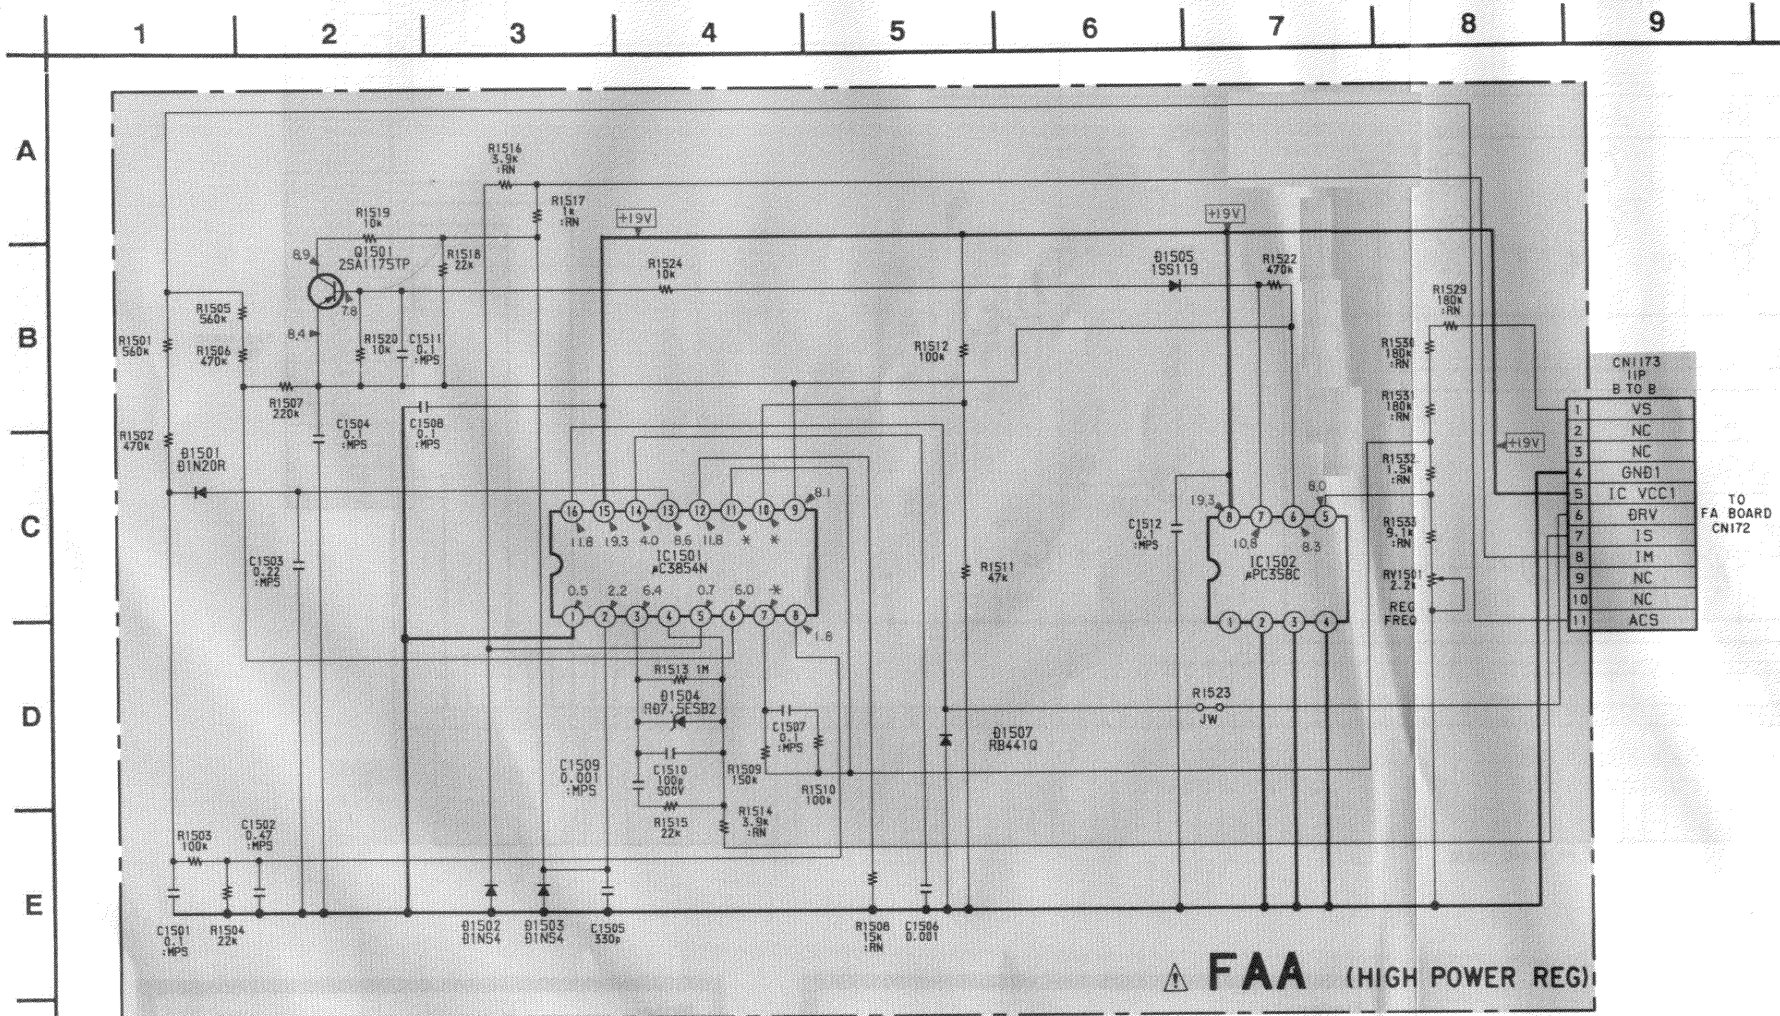 1 2 3 4 5 6 7 8 9
A
B
C
D
E
R1516
3.9k
:RN
R1517
1k
:RN
+19V
+19V
R1519
10k
Q1501
2SA1175TP
8.9
7.8
8.4
R1518
22k
R1524
10k
D1505
1SS119
R1522
470k
R1529
180k
:RN
R1505
560k
R1501
560k
R1506
470k
R1520
10k
C1511
0.1
:MPS
R1512
100k
R1530
180k
:RN
R1507
220k
R1531
180k
:RN
R1502
470k
D1501
D1N20R
C1504
0.1
:MPS
C1508
0.1
:MPS
R1532
1.5k
:RN
+19V
CN1173
11P
B TO B
1 VS
2 NC
3 NC
4 GND1
5 IC VCC1
6 DRV
7 IS
8 IM
9 NC
10 NC
11 ACS
TO
FA BOARD
CN172
8.1
16 15 14 13 12 11 10 9
11.8 19.3 4.0 8.6 11.8 * *
IC1501
µC3854N
0.5 2.2 6.4 0.7 6.0 *
1 2 3 4 5 6 7 8
1.8
C1503
0.22
:MPS
C1512
0.1
:MPS
19.3
8.0
8 7 6 5
10.8
8.3
IC1502
µPC358C
1 2 3 4
R1511
47k
R1533
9.1k
:RN
RV1501
2.2k
REG
FREQ
R1513 1M
D1504
RD7.5ESB2
R1523
JW
C1507
0.1
:MPS
D1507
RB441Q
C1509
0.001
:MPS
C1510
100p
500V
R1509
150k
R1510
100k
R1515
22k
R1514
3.9k
:RN
R1503
100k
C1502
0.47
:MPS
C1501
0.1
:MPS
R1504
22k
D1502
D1NS4
D1503
D1NS4
C1505
330p
R1508
15k
:RN
C1506
0.001
FAA (HIGH POWER REG)